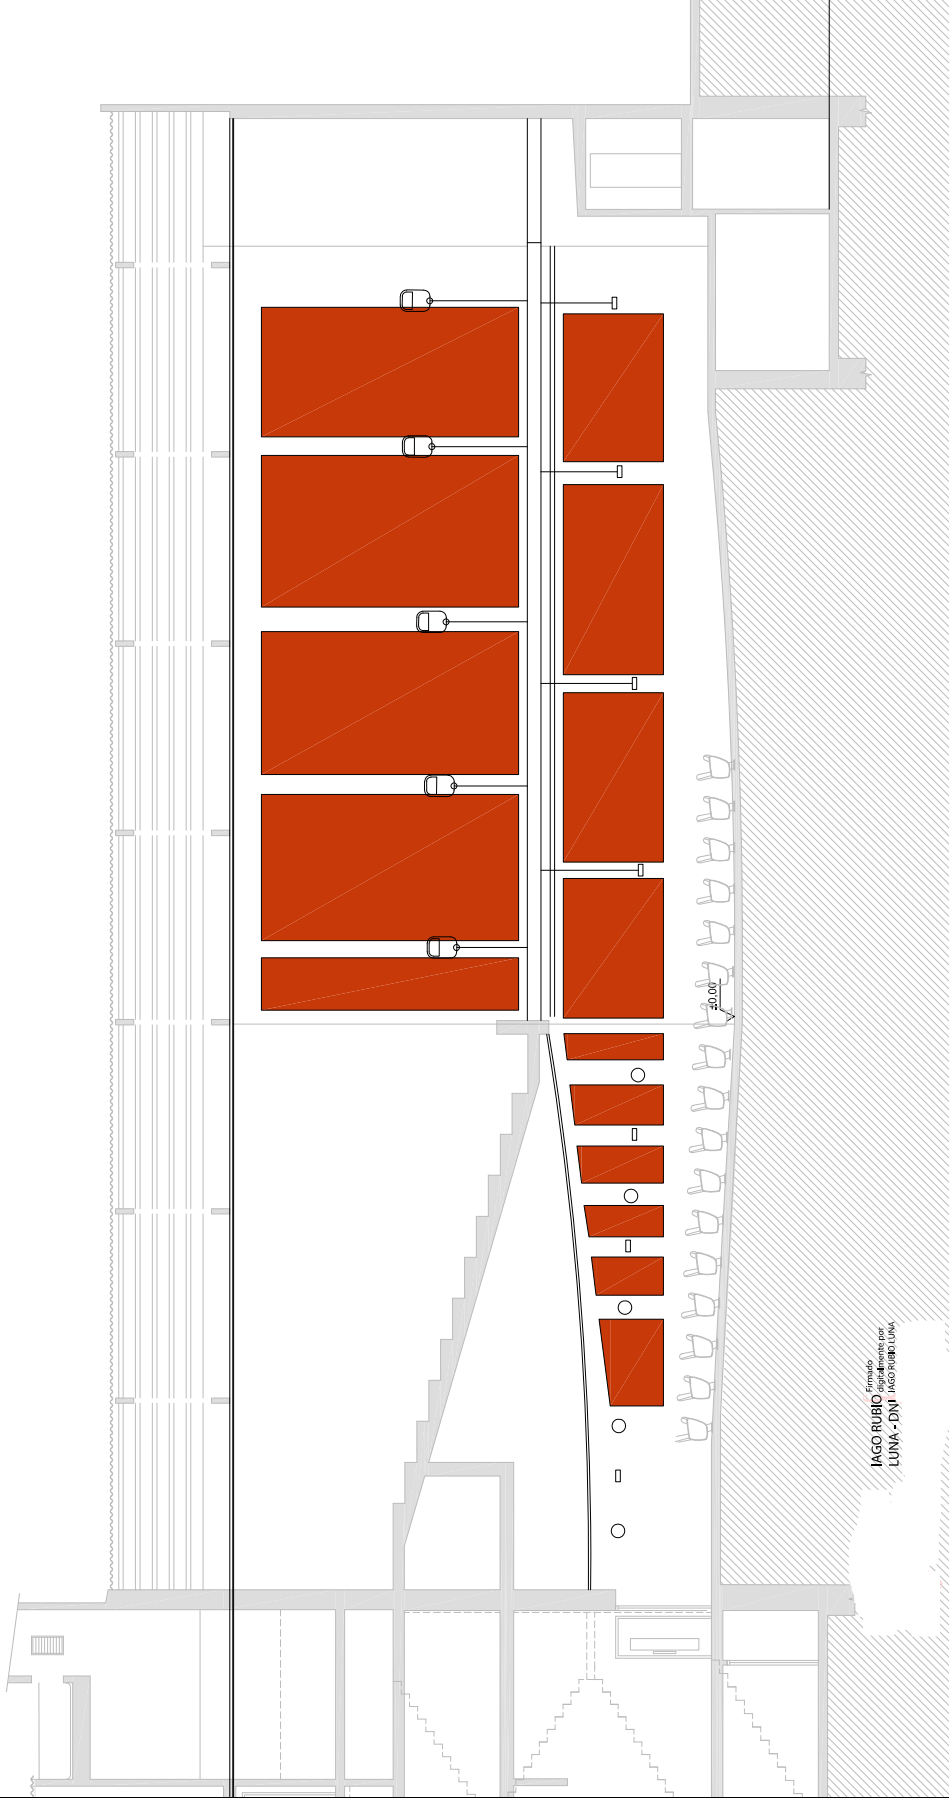 ±0,00
IAGO RUBIO
LUNA - DNI
Firmado
digitalmente por
IAGO RUBIO LUNA